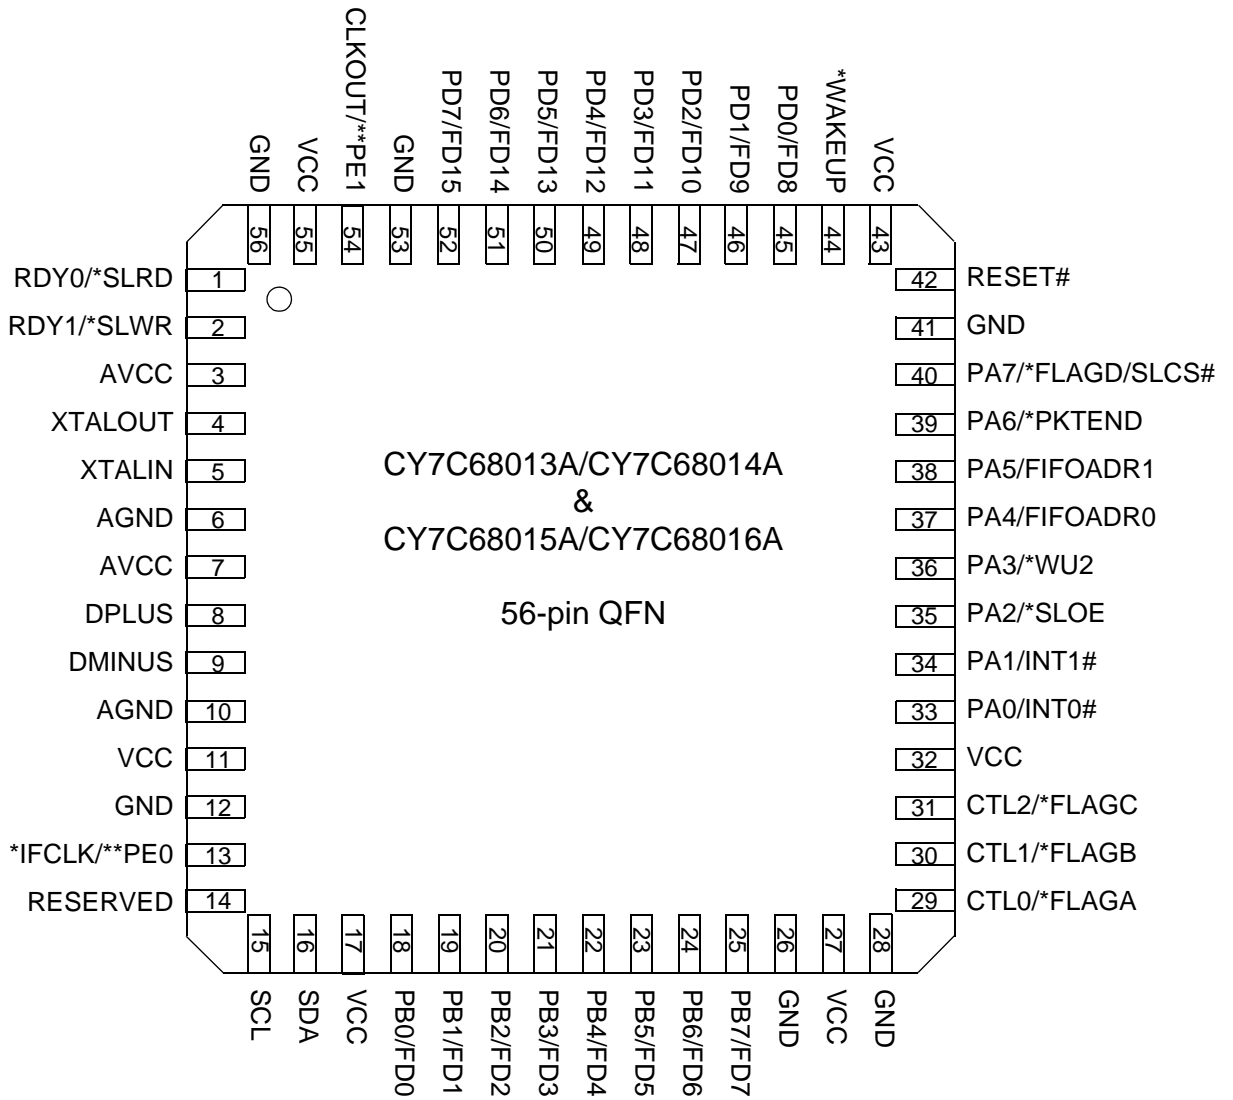 CLKOUT/**PE1
PD7/FD15
PD6/FD14
PD5/FD13
PD4/FD12
PD3/FD11
PD2/FD10
PD1/FD9
PD0/FD8
*WAKEUP
VCC
GND
VCC
GND
56
55
54
53
52
51
50
49
48
47
46
45
44
43
RDY0/*SLRD 1
RDY1/*SLWR 2
AVCC 3
XTALOUT 4
XTALIN 5
AGND 6
AVCC 7
DPLUS 8
DMINUS 9
AGND 10
VCC 11
GND 12
*IFCLK/**PE0 13
RESERVED 14
CY7C68013A/CY7C68014A
&
CY7C68015A/CY7C68016A
56-pin QFN
42 RESET#
41 GND
40 PA7/*FLAGD/SLCS#
39 PA6/*PKTEND
38 PA5/FIFOADR1
37 PA4/FIFOADR0
36 PA3/*WU2
35 PA2/*SLOE
34 PA1/INT1#
33 PA0/INT0#
32 VCC
31 CTL2/*FLAGC
30 CTL1/*FLAGB
29 CTL0/*FLAGA
15
16
17
18
19
20
21
22
23
24
25
26
27
28
SCL
SDA
VCC
PB0/FD0
PB1/FD1
PB2/FD2
PB3/FD3
PB4/FD4
PB5/FD5
PB6/FD6
PB7/FD7
GND
VCC
GND